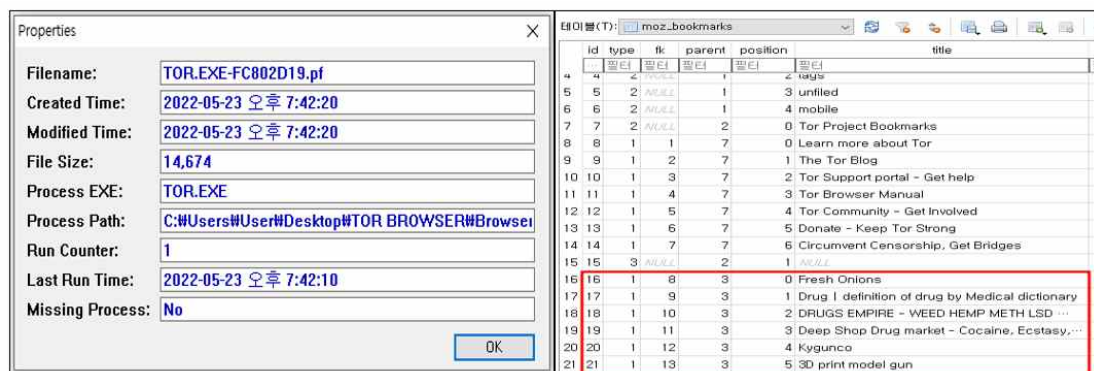 Properties
Filename: TOR.EXE-FC802D19.pf
Created Time: 2022-05-23 오후 7:42:20
Modified Time: 2022-05-23 오후 7:42:20
File Size: 14,674
Process EXE: TOR.EXE
Process Path: C:₩Users₩User₩Desktop₩TOR BROWSER₩Browser
Run Counter: 1
Last Run Time: 2022-05-23 오후 7:42:10
Missing Process: No
OK
테이블(T): moz_bookmarks
id type fk parent position title
... 필터 필터 필터 필터 필터
4 4 2 NULL 1 2 tags
5 5 2 NULL 1 3 unfiled
6 6 2 NULL 1 4 mobile
7 7 2 NULL 2 0 Tor Project Bookmarks
8 8 1 1 7 0 Learn more about Tor
9 9 1 2 7 1 The Tor Blog
10 10 1 3 7 2 Tor Support portal - Get help
11 11 1 4 7 3 Tor Browser Manual
12 12 1 5 7 4 Tor Community - Get Involved
13 13 1 6 7 5 Donate - Keep Tor Strong
14 14 1 7 7 6 Circumvent Censorship, Get Bridges
15 15 3 NULL 2 1 NULL
16 16 1 8 3 0 Fresh Onions
17 17 1 9 3 1 Drug | definition of drug by Medical dictionary
18 18 1 10 3 2 DRUGS EMPIRE - WEED HEMP METH LSD ...
19 19 1 11 3 3 Deep Shop Drug market - Cocaine, Ecstasy,...
20 20 1 12 3 4 Kygunco
21 21 1 13 3 5 3D print model gun